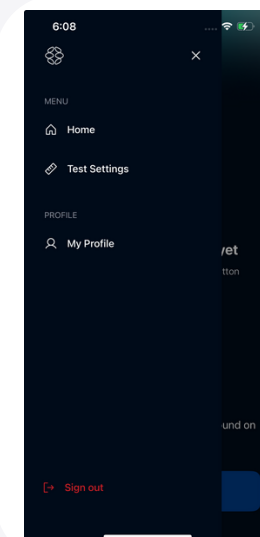 6:08
MENU
Home
Test Settings
PROFILE
My Profile
yet
tton
und on
Sign out